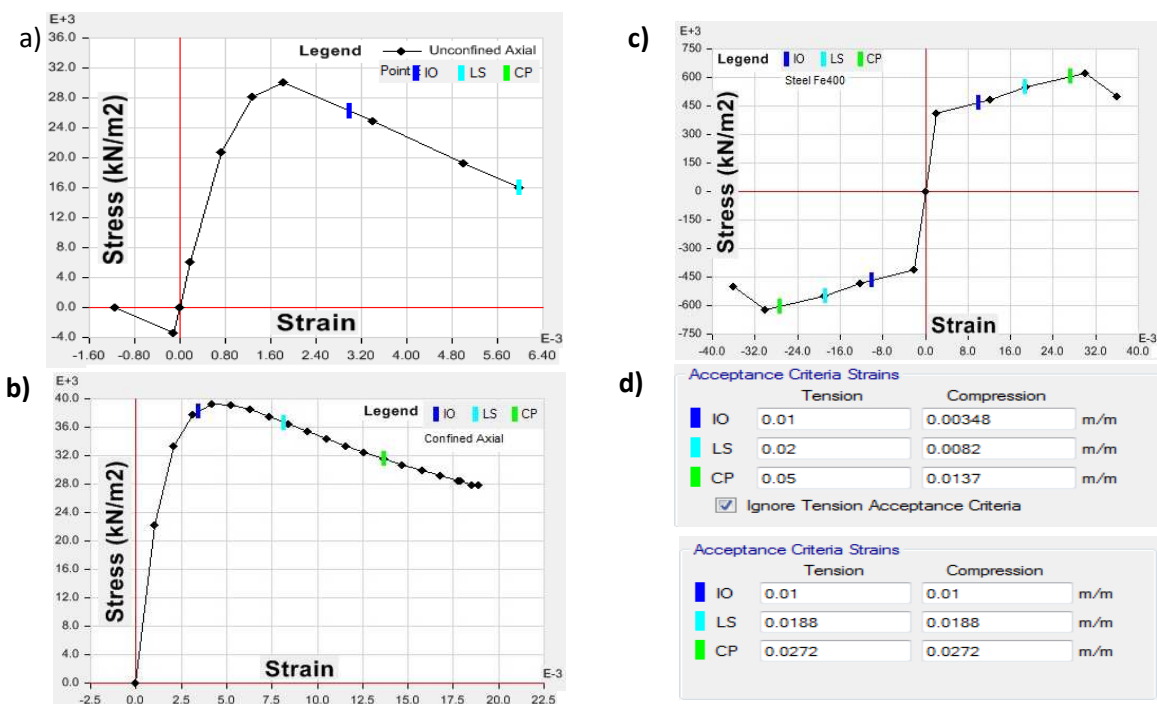 a)
E+3
36.0
32.0
28.0
24.0
20.0
16.0
12.0
8.0
4.0
0.0
-4.0
Stress (kN/m2)
Legend Unconfined Axial
Point IO LS CP
Strain
E-3
-1.60 -0.80 0.00 0.80 1.60 2.40 3.20 4.00 4.80 5.60 6.40
b)
E+3
40.0
36.0
32.0
28.0
24.0
20.0
16.0
12.0
8.0
4.0
0.0
Stress (kN/m2)
Legend IO LS CP
Confined Axial
Strain
E-3
-2.5 0.0 2.5 5.0 7.5 10.0 12.5 15.0 17.5 20.0 22.5
c)
E+3
750
600
450
300
150
0
-150
-300
-450
-600
-750
Stress (kN/m2)
Legend IO LS CP
Steel Fe400
Strain
E-3
-40.0 -32.0 -24.0 -16.0 -8.0 0.0 8.0 16.0 24.0 32.0 40.0
d)
Acceptance Criteria Strains
Tension Compression
IO 0.01 0.00348 m/m
LS 0.02 0.0082 m/m
CP 0.05 0.0137 m/m
Ignore Tension Acceptance Criteria
Acceptance Criteria Strains
Tension Compression
IO 0.01 0.01 m/m
LS 0.0188 0.0188 m/m
CP 0.0272 0.0272 m/m